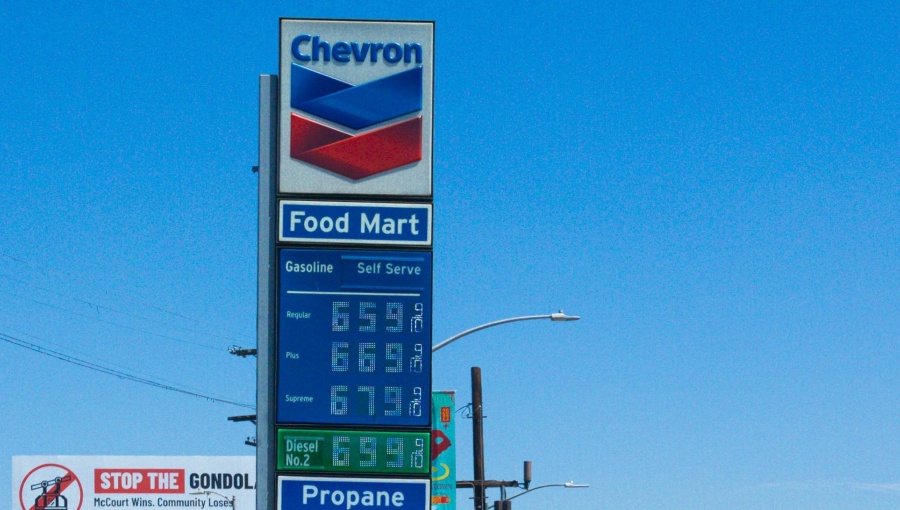 Chevron
Food Mart
Gasoline Self Serve
Regular 659 9/10
Plus 669 9/10
Supreme 679 9/10
Diesel No.2 699 9/10
Propane
STOP THE GONDOL
McCourt Wins. Community Loses